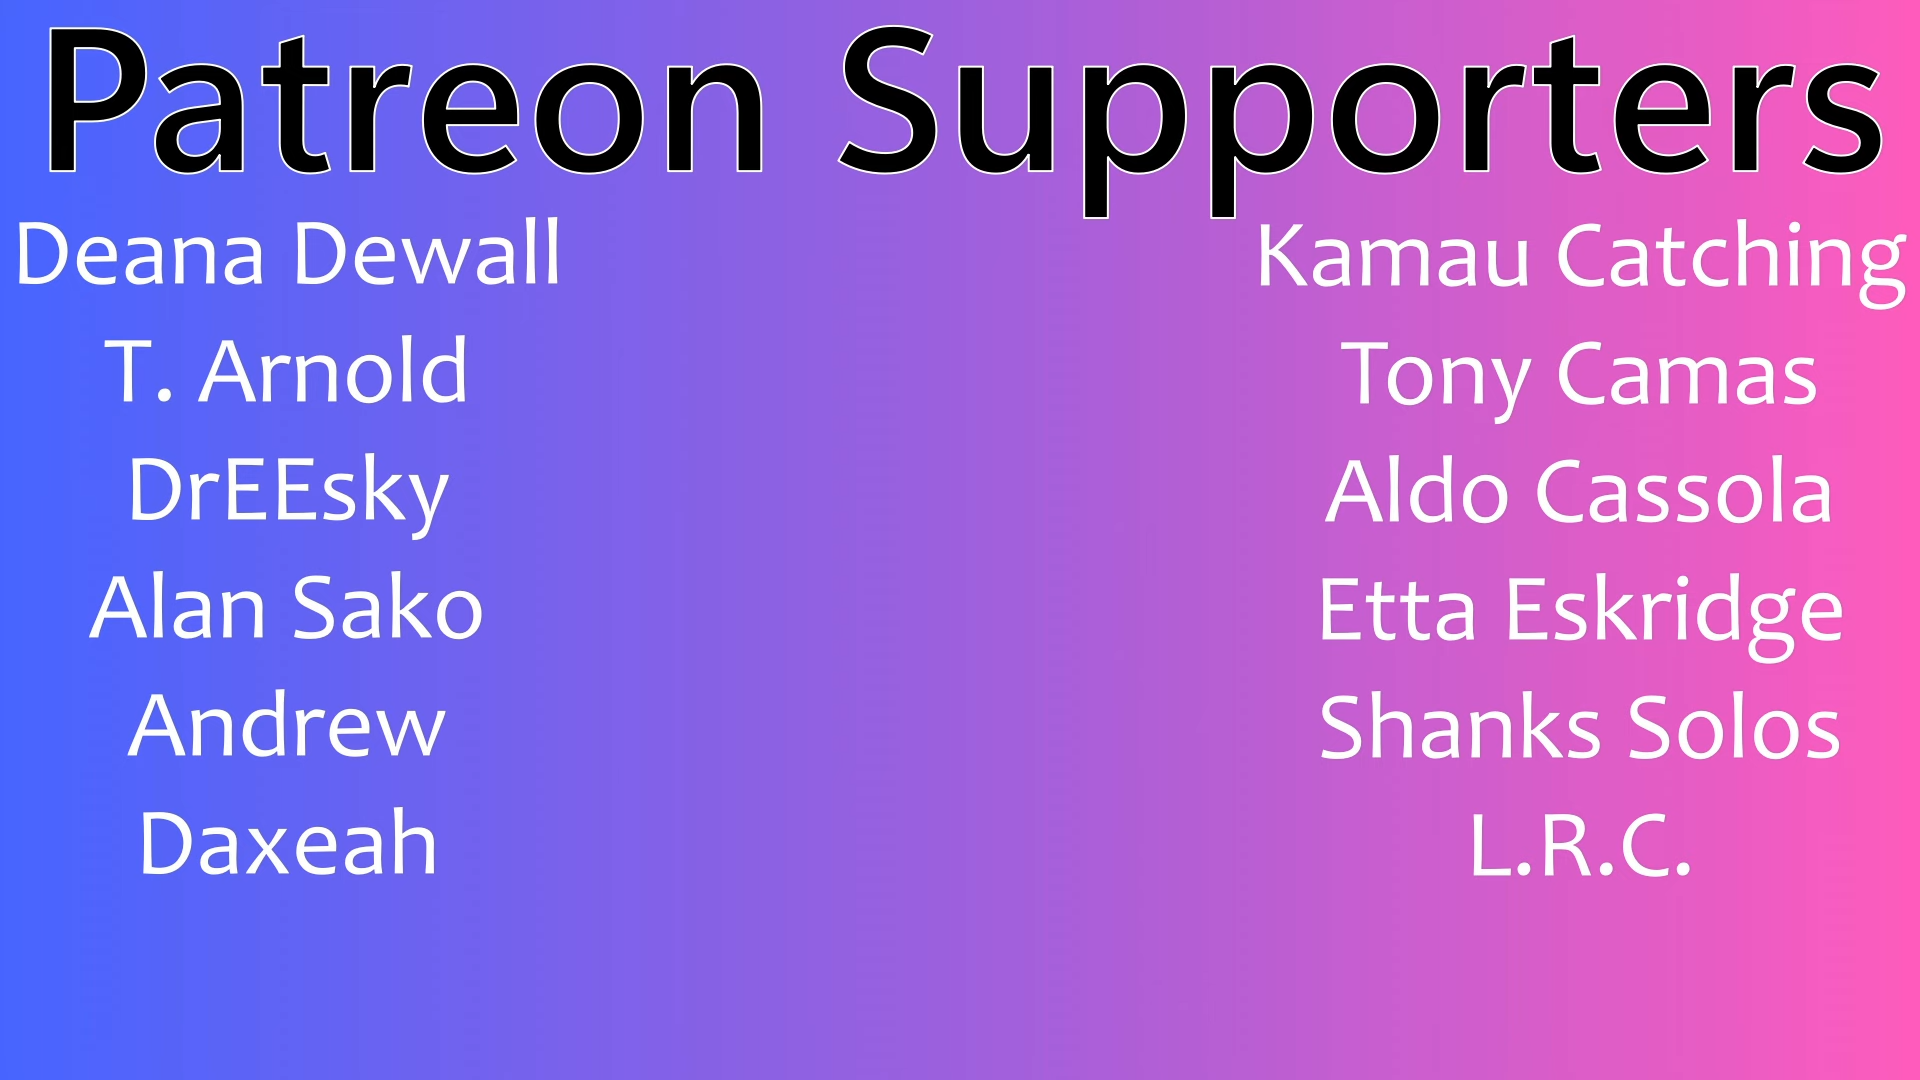 Patreon Supporters
Deana Dewall
T. Arnold
DrEEsky
Alan Sako
Andrew
Daxeah
Kamau Catching
Tony Camas
Aldo Cassola
Etta Eskridge
Shanks Solos
L.R.C.